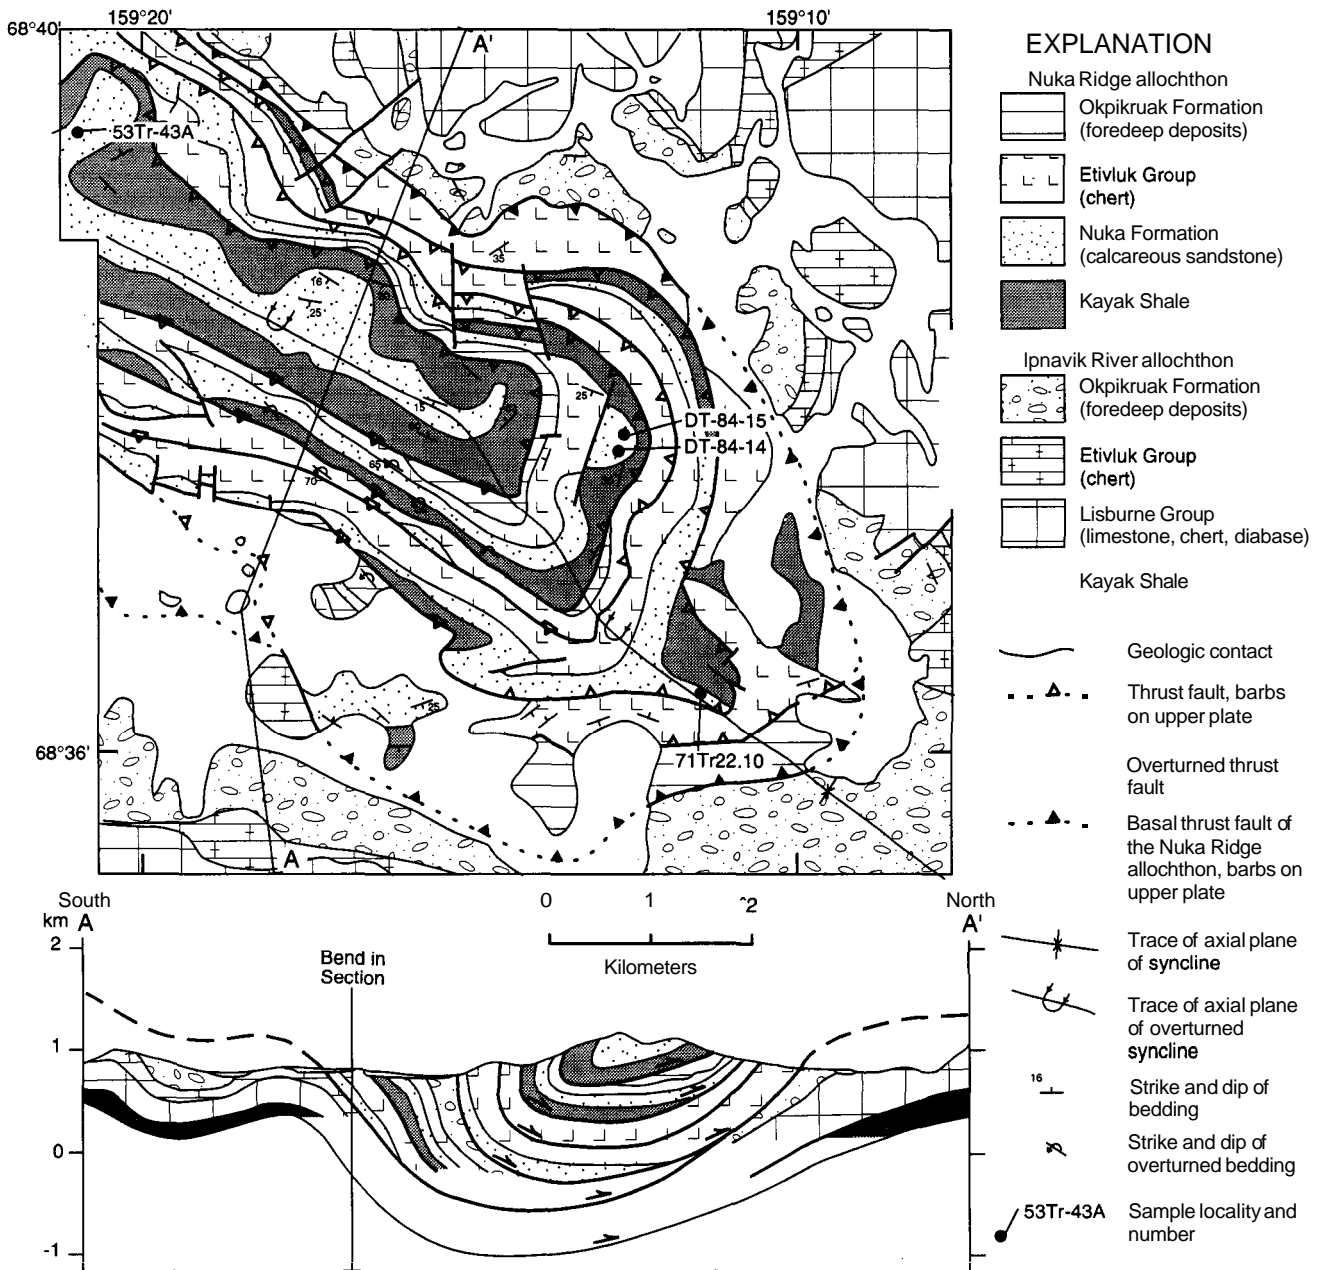 159°20'
159°10'
68°40'
A'
53Tr-43A
35
16
25
25
15
65
70
DT-84-15
DT-84-14
25
68°36'
71Tr22.10
A
EXPLANATION
Nuka Ridge allochthon
Okpikruak Formation
(foredeep deposits)
Etivluk Group
(chert)
Nuka Formation
(calcareous sandstone)
Kayak Shale
Ipnavik River allochthon
Okpikruak Formation
(foredeep deposits)
Etivluk Group
(chert)
Lisburne Group
(limestone, chert, diabase)
Kayak Shale
Geologic contact
Thrust fault, barbs
on upper plate
Overturned thrust
fault
Basal thrust fault of
the Nuka Ridge
allochthon, barbs on
upper plate
Trace of axial plane
of syncline
Trace of axial plane
of overturned
syncline
16
Strike and dip of
bedding
Strike and dip of
overturned bedding
53Tr-43A
Sample locality and
number
South
km A
North
A'
0 1 2
Kilometers
Bend in
Section
2
1
0
-1